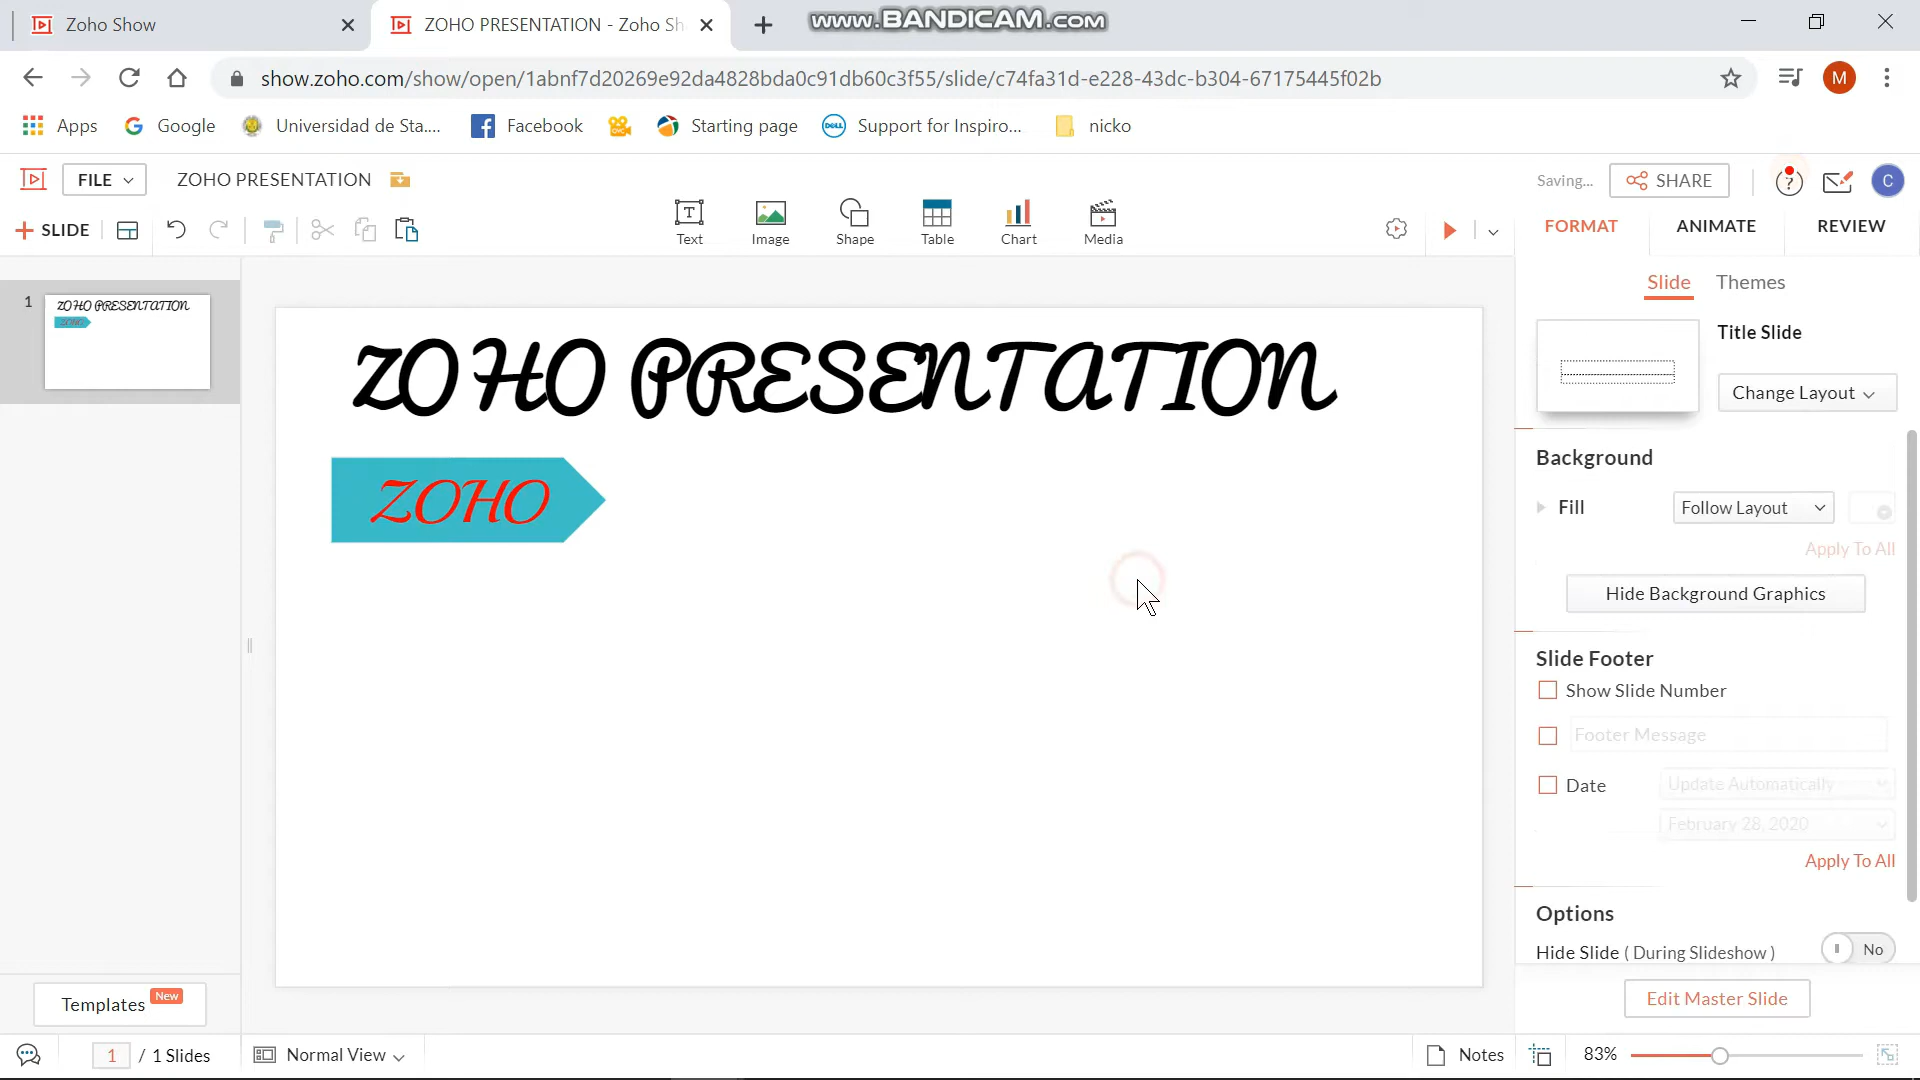 Zoho Show
ZOHO PRESENTATION - Zoho Sh
www.BANDICAM.com
show.zoho.com/show/open/1abnf7d20269e92da4828bda0c91db60c3f55/slide/c74fa31d-e228-43dc-b304-67175445f02b
M
Apps
Google
Universidad de Sta....
Facebook
Starting page
DELL
Support for Inspiro...
nicko
FILE
ZOHO PRESENTATION
Saving...
SHARE
C
+ SLIDE
Text
Image
Shape
Table
Chart
Media
FORMAT
ANIMATE
REVIEW
Slide
Themes
1
ZOHO PRESENTATION
ZOHO
ZOHO PRESENTATION
ZOHO
Title Slide
Change Layout
Background
Fill
Follow Layout
Apply To All
Hide Background Graphics
Slide Footer
Show Slide Number
Footer Message
Date
Update Automatically
February 28, 2020
Apply To All
Options
Hide Slide ( During Slideshow )
No
Edit Master Slide
Templates
New
1 / 1 Slides
Normal View
Notes
83%